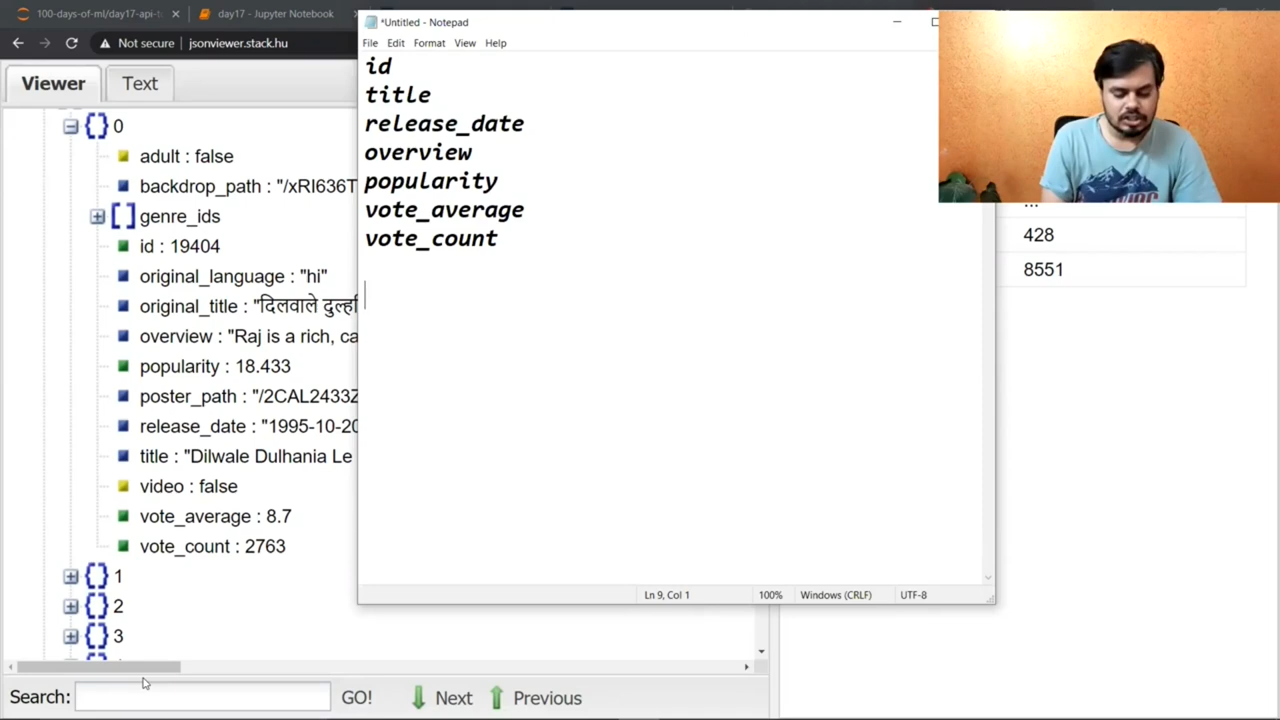 100-days-of-ml/17-api-t
day17 - Jupyter Notebook
Not secure | jsonviewer.stack.hu
Viewer
Text
0
adult : false
backdrop_path : "/xRI636T
genre_ids
id : 19404
original_language : "hi"
original_title : "दिलवाले दुल्हनि
overview : "Raj is a rich, ca
popularity : 18.433
poster_path : "/2CAL2433Z
release_date : "1995-10-20
title : "Dilwale Dulhania Le
video : false
vote_average : 8.7
vote_count : 2763
1
2
3
Search:
GO!
Next
Previous
*Untitled - Notepad
File Edit Format View Help
id
title
release_date
overview
popularity
vote_average
vote_count
Ln 9, Col 1
100%
Windows (CRLF)
UTF-8
...
428
8551